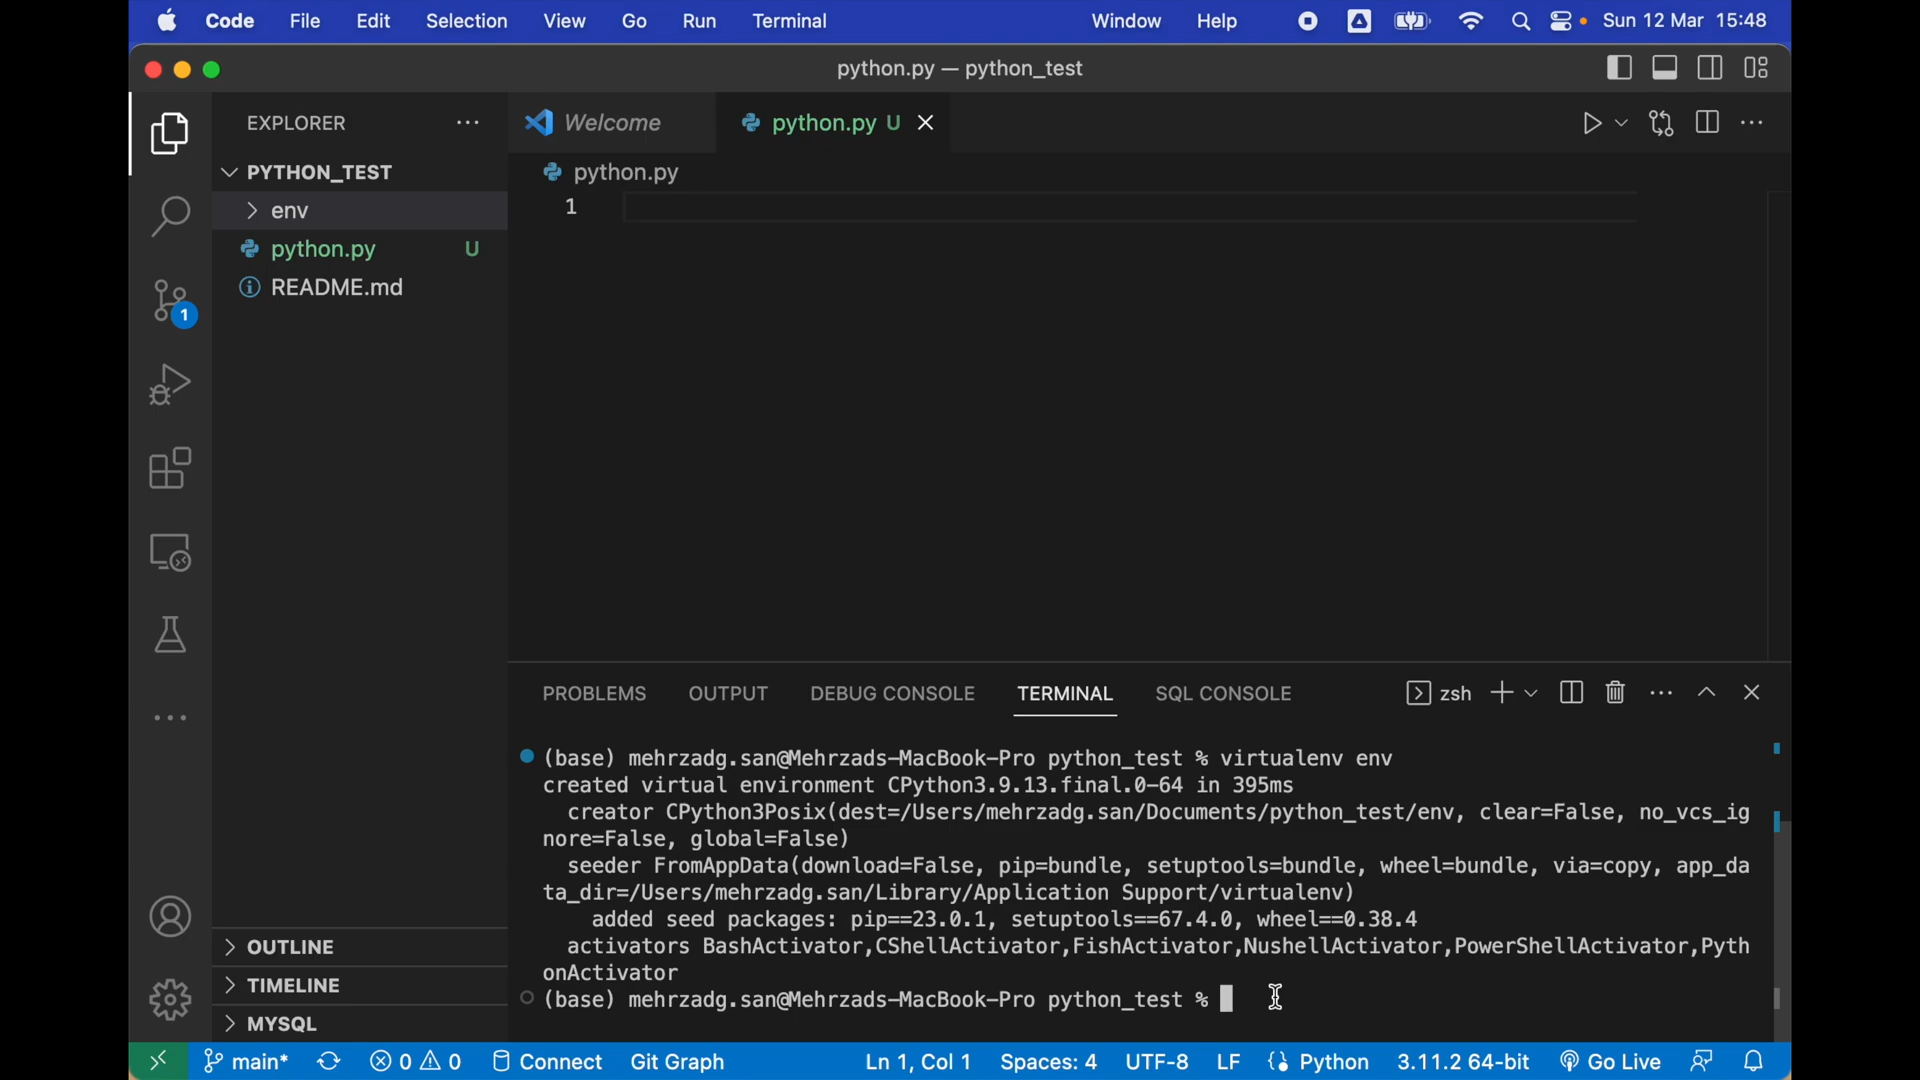 Code File Edit Selection View Go Run Terminal Window Help Sun 12 Mar 15:48
python.py — python_test
EXPLORER
PYTHON_TEST
env
python.py U
README.md
OUTLINE
TIMELINE
MYSQL
1
Welcome python.py U
python.py
1
PROBLEMS OUTPUT DEBUG CONSOLE TERMINAL SQL CONSOLE zsh
(base) mehrzadg.san@Mehrzads-MacBook-Pro python_test % virtualenv env
created virtual environment CPython3.9.13.final.0-64 in 395ms
creator CPython3Posix(dest=/Users/mehrzadg.san/Documents/python_test/env, clear=False, no_vcs_ig
nore=False, global=False)
seeder FromAppData(download=False, pip=bundle, setuptools=bundle, wheel=bundle, via=copy, app_da
ta_dir=/Users/mehrzadg.san/Library/Application Support/virtualenv)
added seed packages: pip==23.0.1, setuptools==67.4.0, wheel==0.38.4
activators BashActivator,CShellActivator,FishActivator,NushellActivator,PowerShellActivator,Pyth
onActivator
(base) mehrzadg.san@Mehrzads-MacBook-Pro python_test %
main* 0 0 Connect Git Graph Ln 1, Col 1 Spaces: 4 UTF-8 LF Python 3.11.2 64-bit Go Live